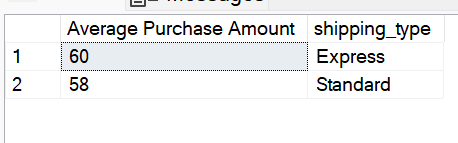 Messages
Average Purchase Amount shipping_type
1 60 Express
2 58 Standard